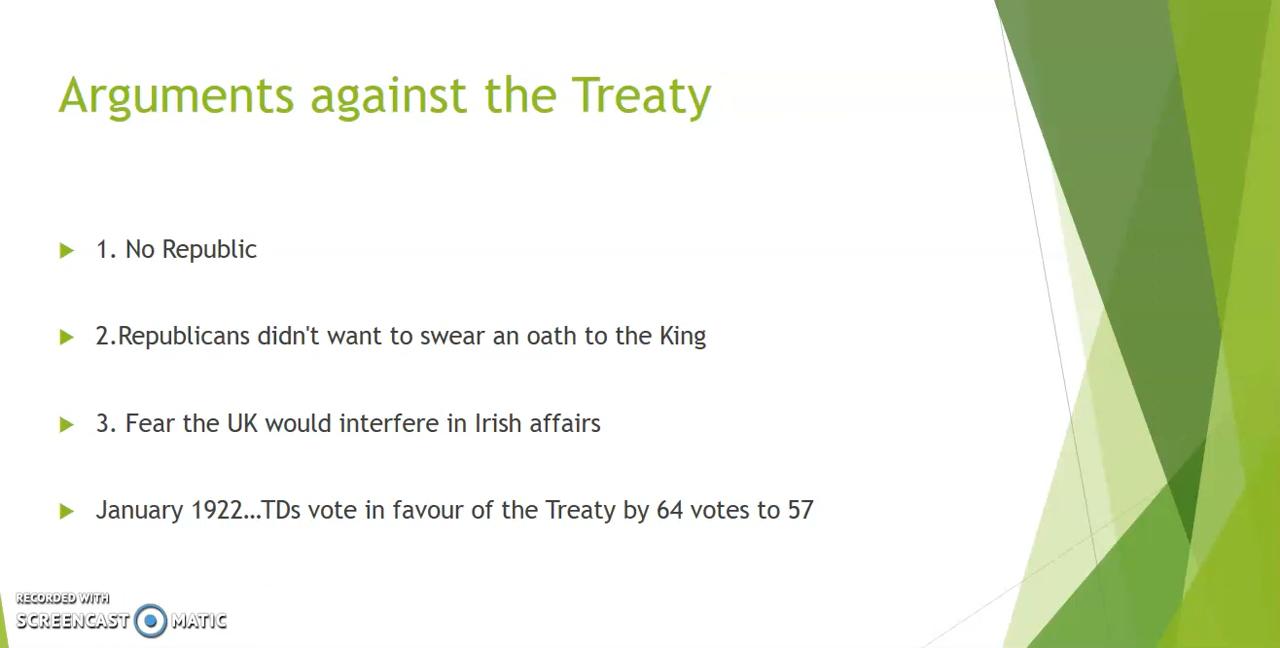 Arguments against the Treaty
1. No Republic
2.Republicans didn't want to swear an oath to the King
3. Fear the UK would interfere in Irish affairs
January 1922…TDs vote in favour of the Treaty by 64 votes to 57
RECORDED WITH
SCREENCAST MATIC